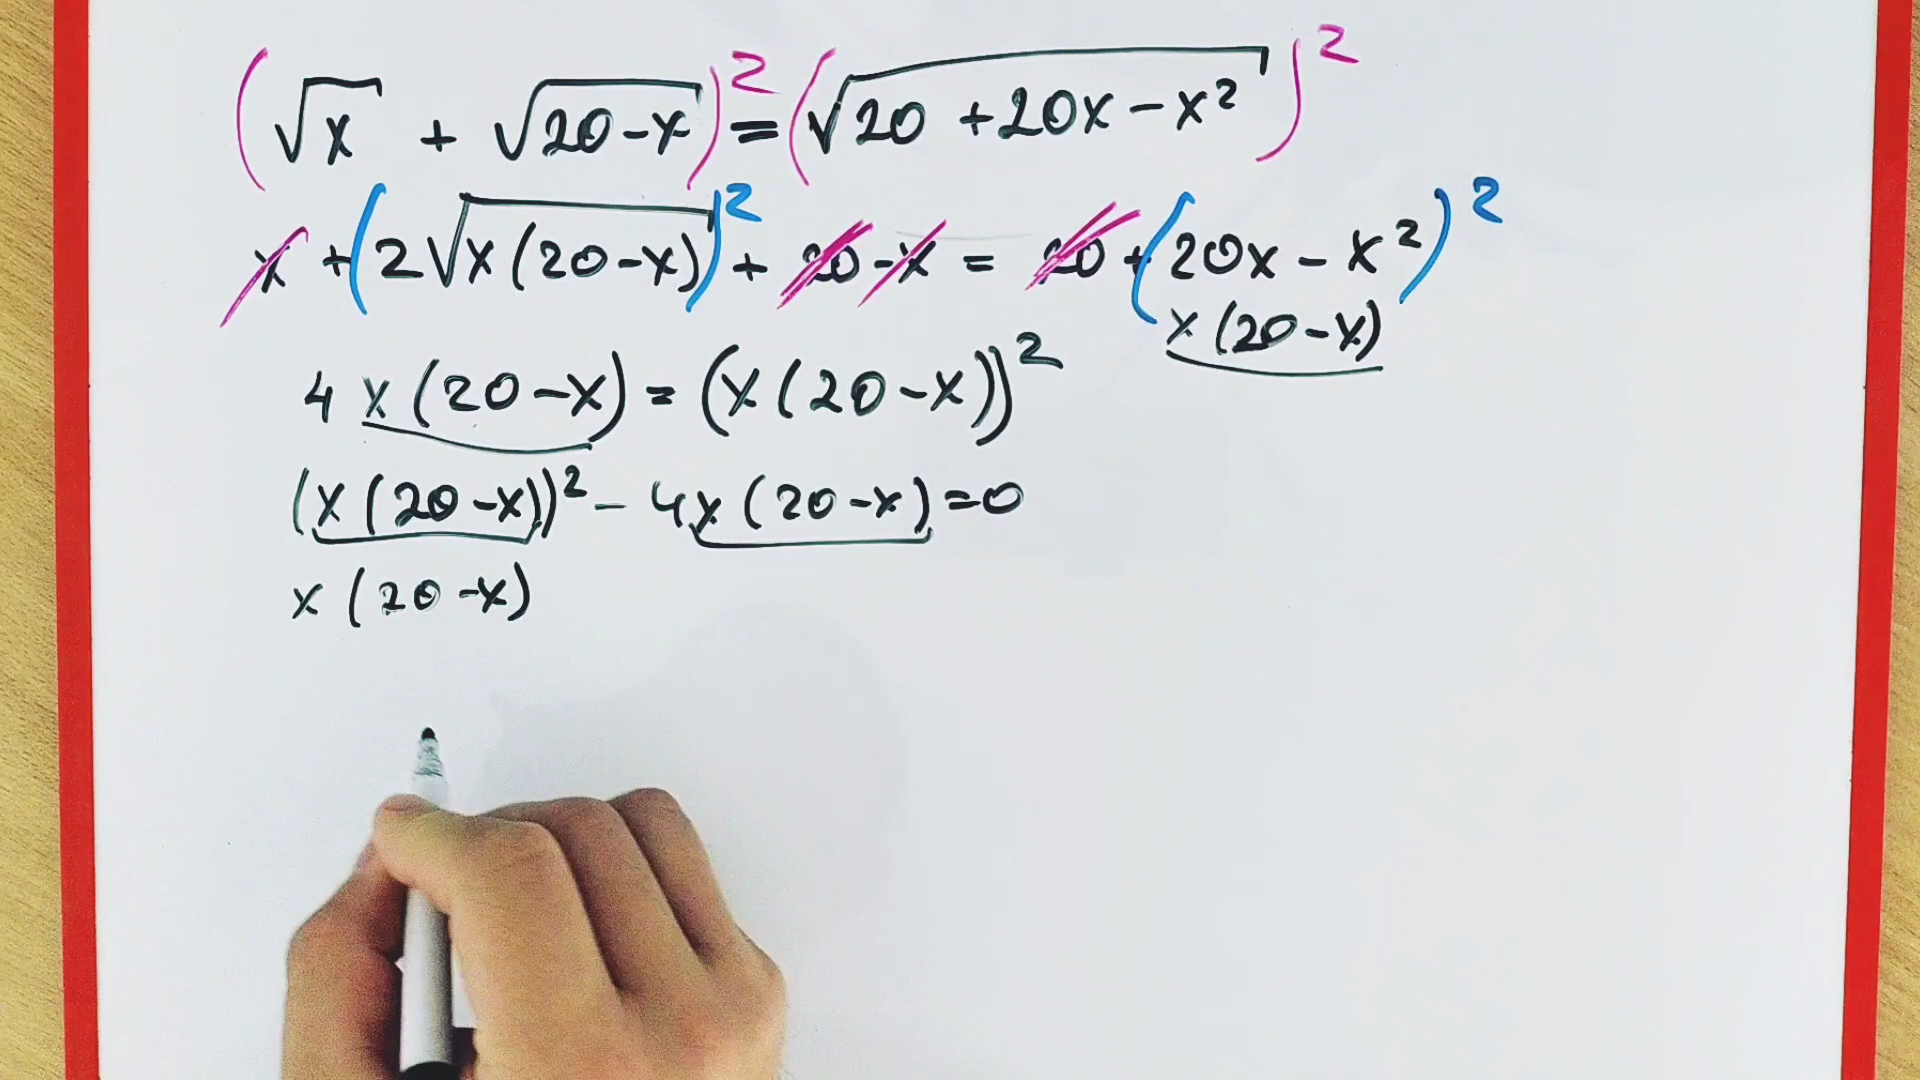 (√x + √20-x)² = (√20 +20x-x²)²
x + (2√x(20-x))² + 20-x = 20 + (20x - x²)²
x (20-x)
4x(20-x) = (x(20-x))²
(x(20-x))² - 4x(20-x) = 0
x(20-x)